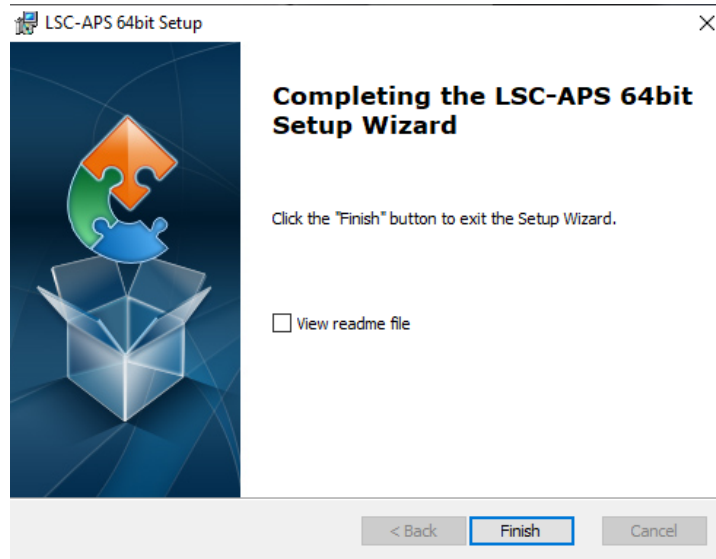 LSC-APS 64bit Setup
Completing the LSC-APS 64bit
Setup Wizard
Click the "Finish" button to exit the Setup Wizard.
View readme file
< Back
Finish
Cancel